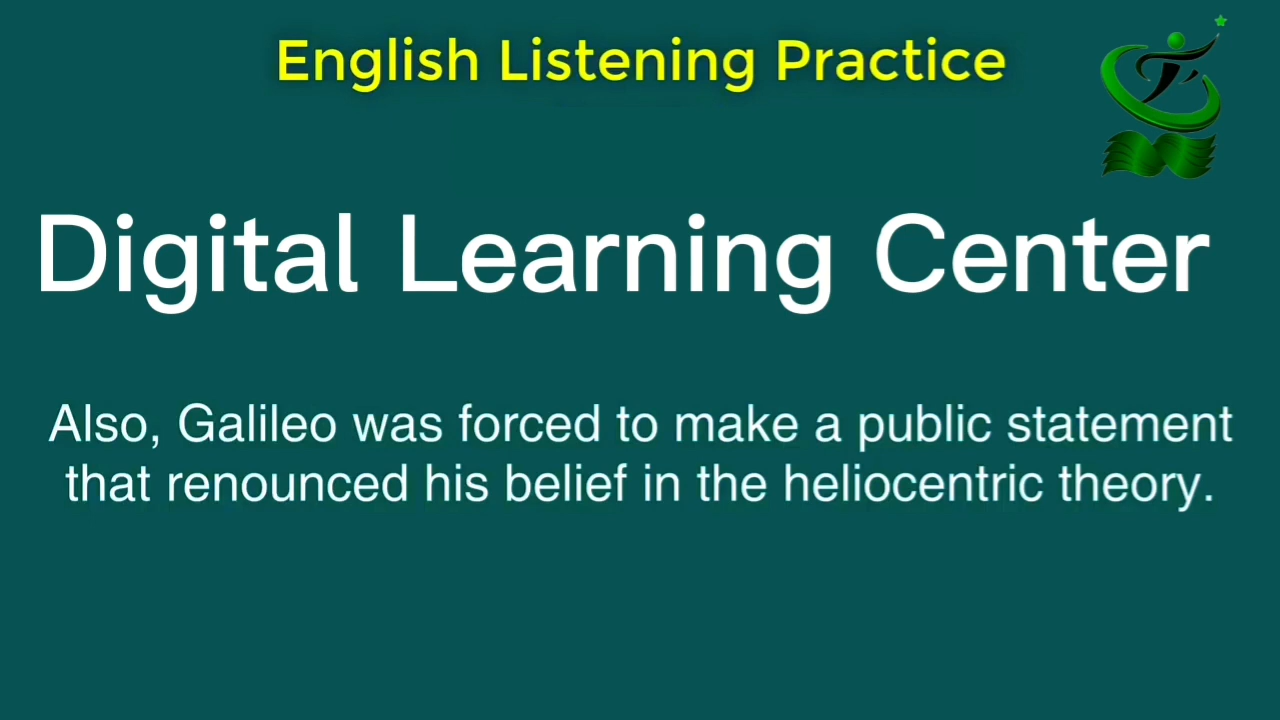 English Listening Practice
Digital Learning Center
Also, Galileo was forced to make a public statement
that renounced his belief in the heliocentric theory.